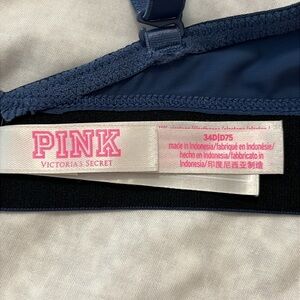 PINK
VICTORIA'S SECRET
34D|D75
made in Indonesia/fabriqué en Indonésie/
hecho en Indonesia/fabbricato in
Indonesia/印度尼西亚制造